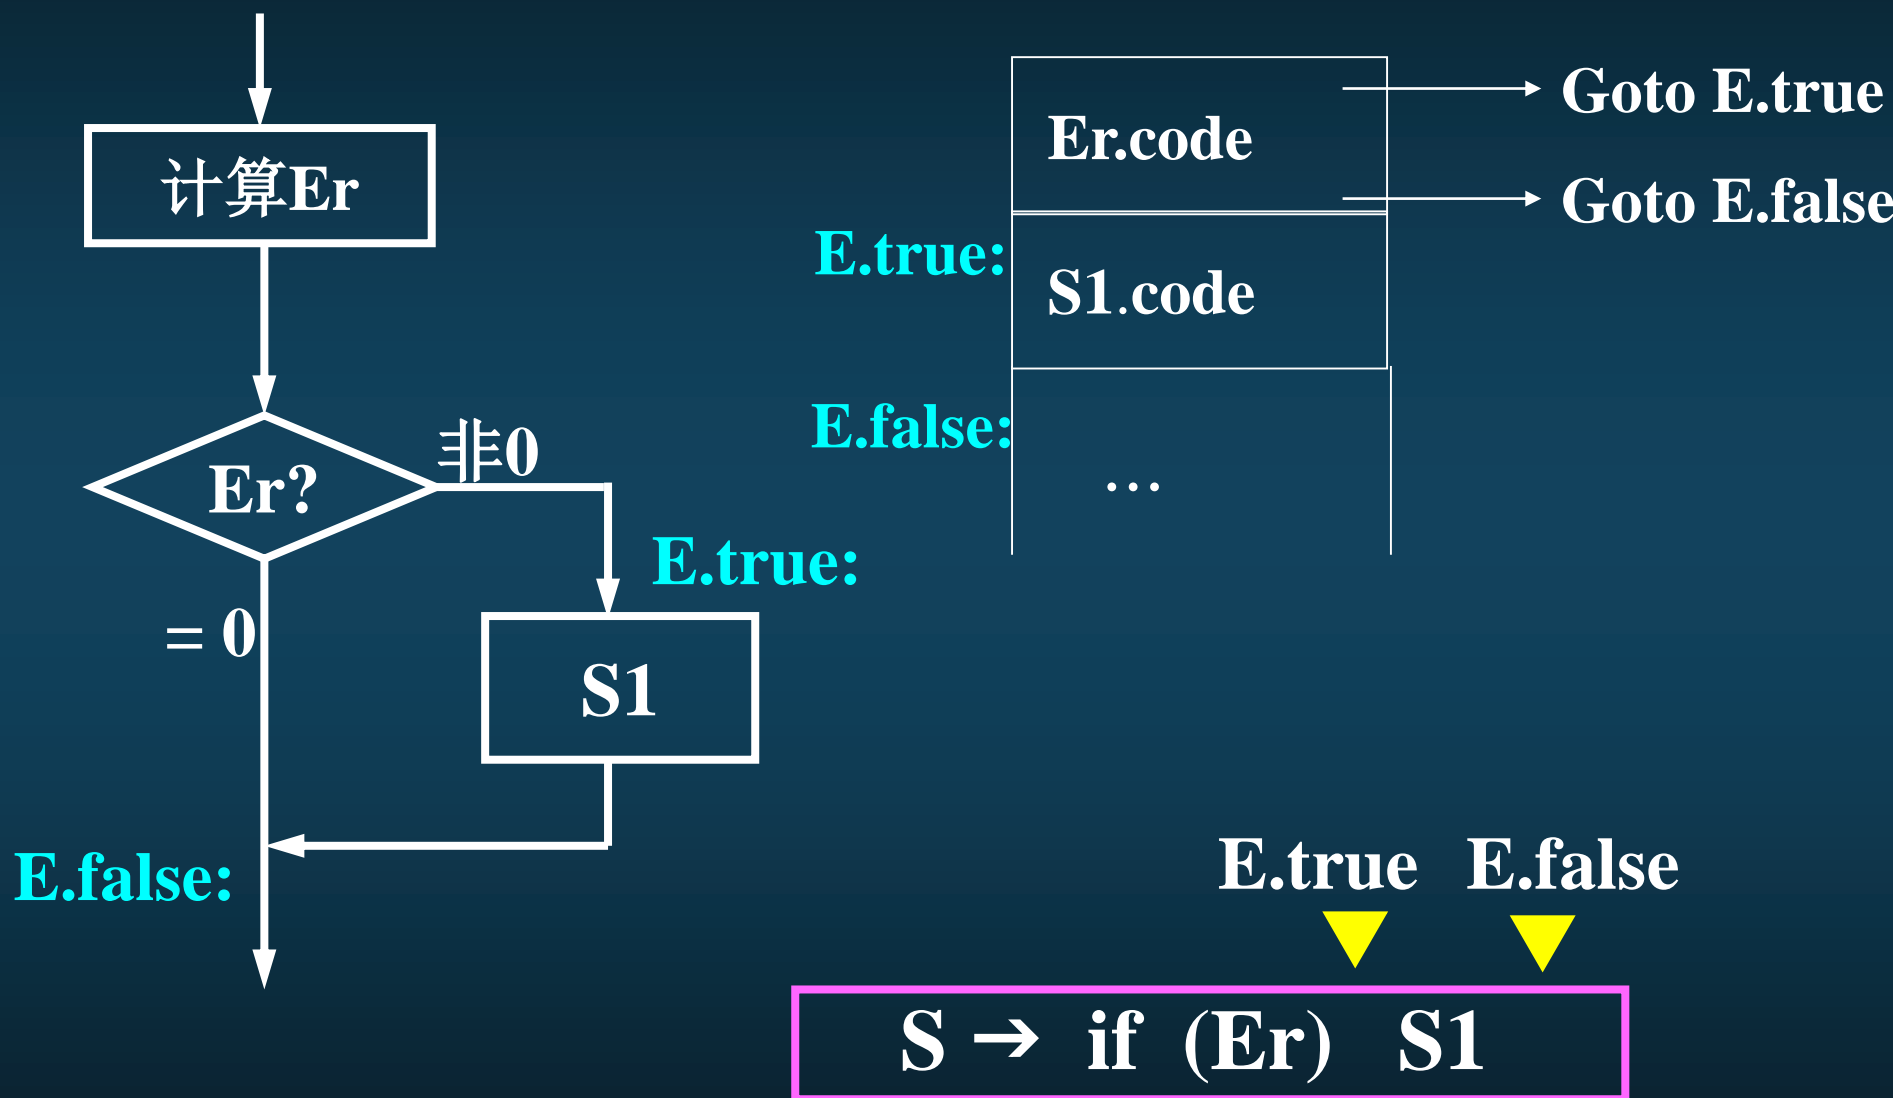 计算Er
Er?
非0
= 0
E.true:
S1
E.false:
Er.code
Goto E.true
Goto E.false
E.true:
S1.code
E.false:
…
E.true E.false
S → if (Er) S1